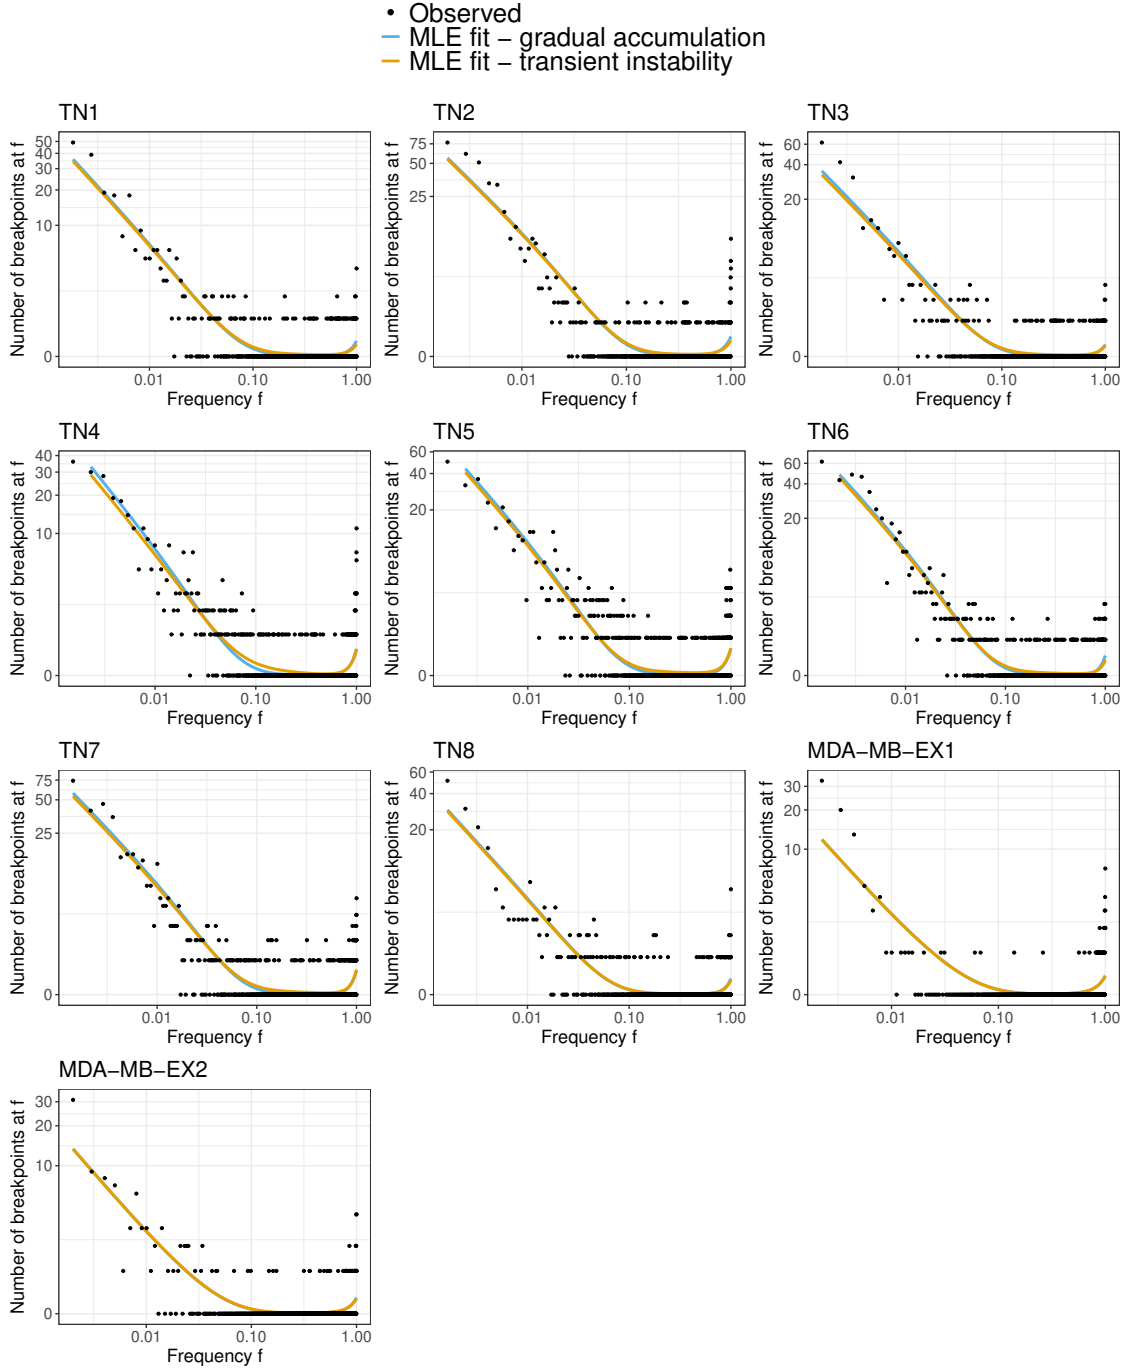 Observed
MLE fit − gradual accumulation
MLE fit − transient instability
TN1
Number of breakpoints at f
50
40
30
20
10
0
0.01
0.10
1.00
Frequency f
TN2
Number of breakpoints at f
75
50
25
0
0.01
0.10
1.00
Frequency f
TN3
Number of breakpoints at f
60
40
20
0
0.01
0.10
1.00
Frequency f
TN4
Number of breakpoints at f
40
30
20
10
0
0.01
0.10
1.00
Frequency f
TN5
Number of breakpoints at f
60
40
20
0
0.01
0.10
1.00
Frequency f
TN6
Number of breakpoints at f
60
40
20
0
0.01
0.10
1.00
Frequency f
TN7
Number of breakpoints at f
75
50
25
0
0.01
0.10
1.00
Frequency f
TN8
Number of breakpoints at f
60
40
20
0
0.01
0.10
1.00
Frequency f
MDA−MB−EX1
Number of breakpoints at f
30
20
10
0
0.01
0.10
1.00
Frequency f
MDA−MB−EX2
Number of breakpoints at f
30
20
10
0
0.01
0.10
1.00
Frequency f